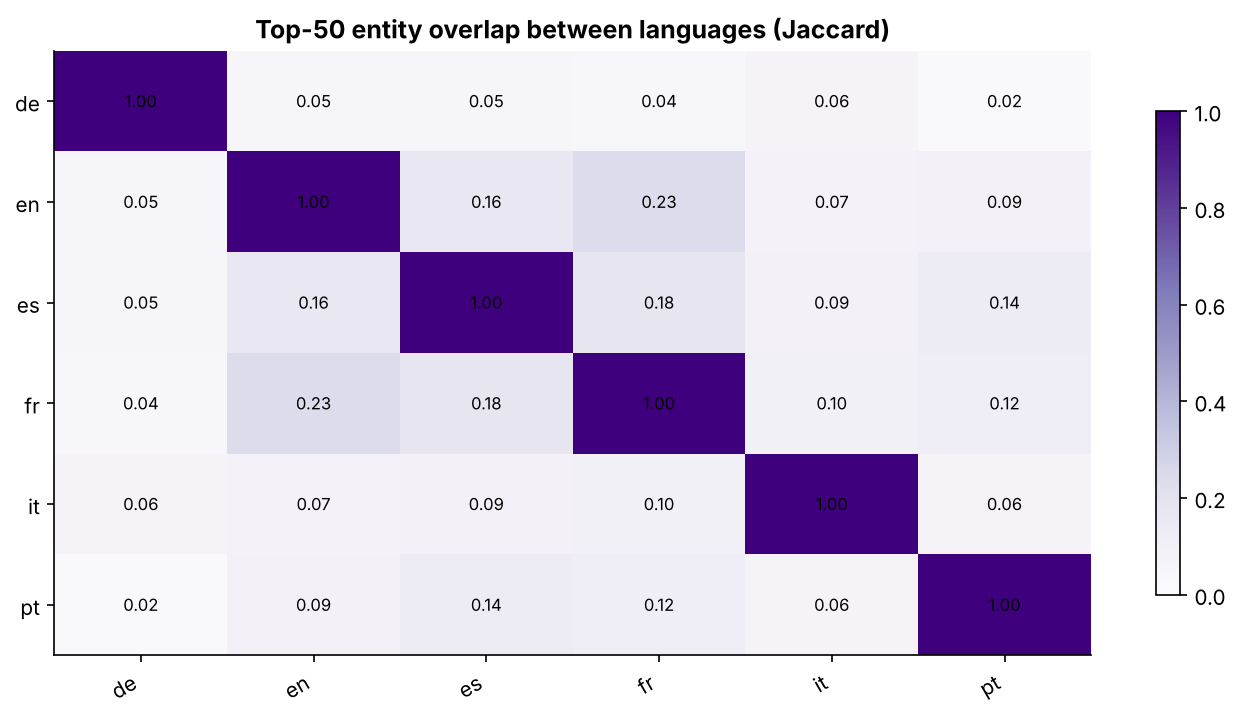 Top-50 entity overlap between languages (Jaccard)
de 1.00 0.05 0.05 0.04 0.06 0.02
en 0.05 1.00 0.16 0.23 0.07 0.09
es 0.05 0.16 1.00 0.18 0.09 0.14
fr 0.04 0.23 0.18 1.00 0.10 0.12
it 0.06 0.07 0.09 0.10 1.00 0.06
pt 0.02 0.09 0.14 0.12 0.06 1.00
de en es fr it pt
1.0
0.8
0.6
0.4
0.2
0.0